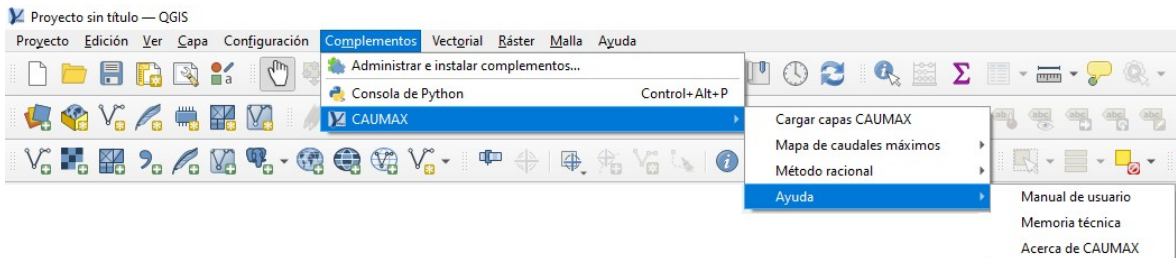 Proyecto sin título — QGIS
Proyecto Edición Ver Capa Configuración Complementos Vectorial Ráster Malla Ayuda
Administrar e instalar complementos...
Consola de Python Control+Alt+P
CAUMAX
Cargar capas CAUMAX
Mapa de caudales máximos
Método racional
Ayuda
Manual de usuario
Memoria técnica
Acerca de CAUMAX